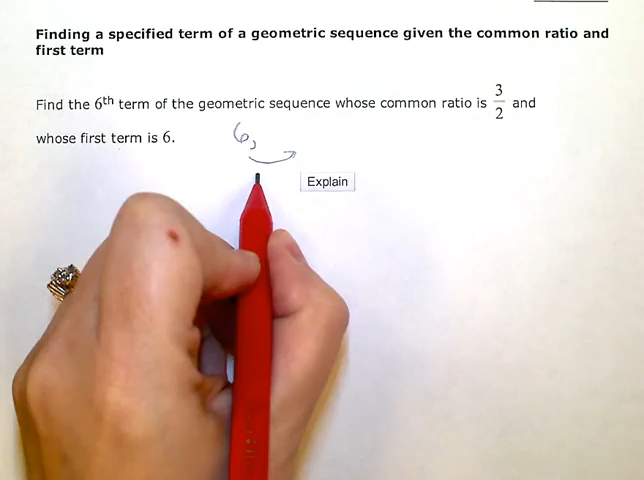 Finding a specified term of a geometric sequence given the common ratio and
first term
Find the 6th term of the geometric sequence whose common ratio is 3/2 and
whose first term is 6.
6,
Explain